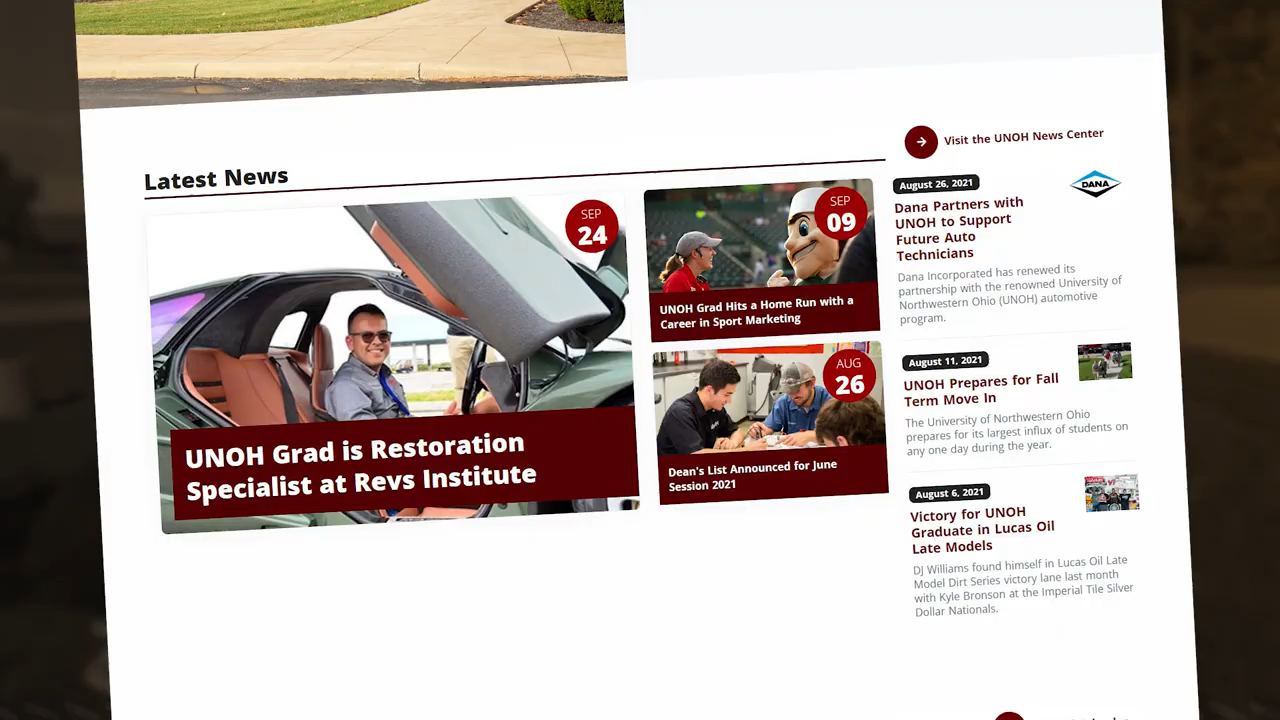 Latest News
Visit the UNOH News Center
SEP
24
UNOH Grad is Restoration
Specialist at Revs Institute
SEP
09
UNOH Grad Hits a Home Run with a
Career in Sport Marketing
AUG
26
Dean's List Announced for June
Session 2021
August 26, 2021
DANA
Dana Partners with
UNOH to Support
Future Auto
Technicians
Dana Incorporated has renewed its
partnership with the renowned University of
Northwestern Ohio (UNOH) automotive
program.
August 11, 2021
UNOH Prepares for Fall
Term Move In
The University of Northwestern Ohio
prepares for its largest influx of students on
any one day during the year.
August 6, 2021
Victory for UNOH
Graduate in Lucas Oil
Late Models
DJ Williams found himself in Lucas Oil Late
Model Dirt Series victory lane last month
with Kyle Bronson at the Imperial Tile Silver
Dollar Nationals.